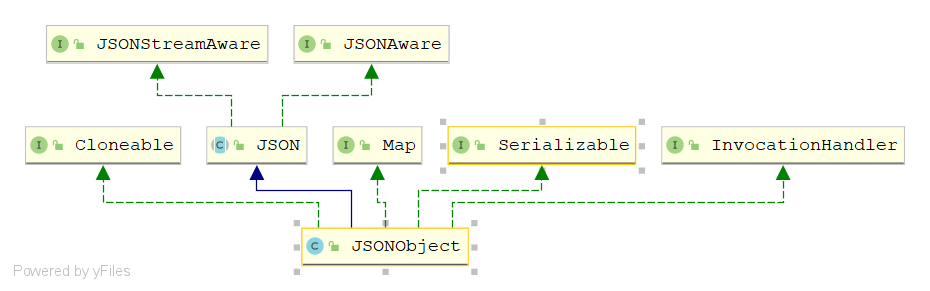 I JSONStreamAware
I JSONAware
I Cloneable
C JSON
I Map
I Serializable
I InvocationHandler
C JSONObject
Powered by yFiles